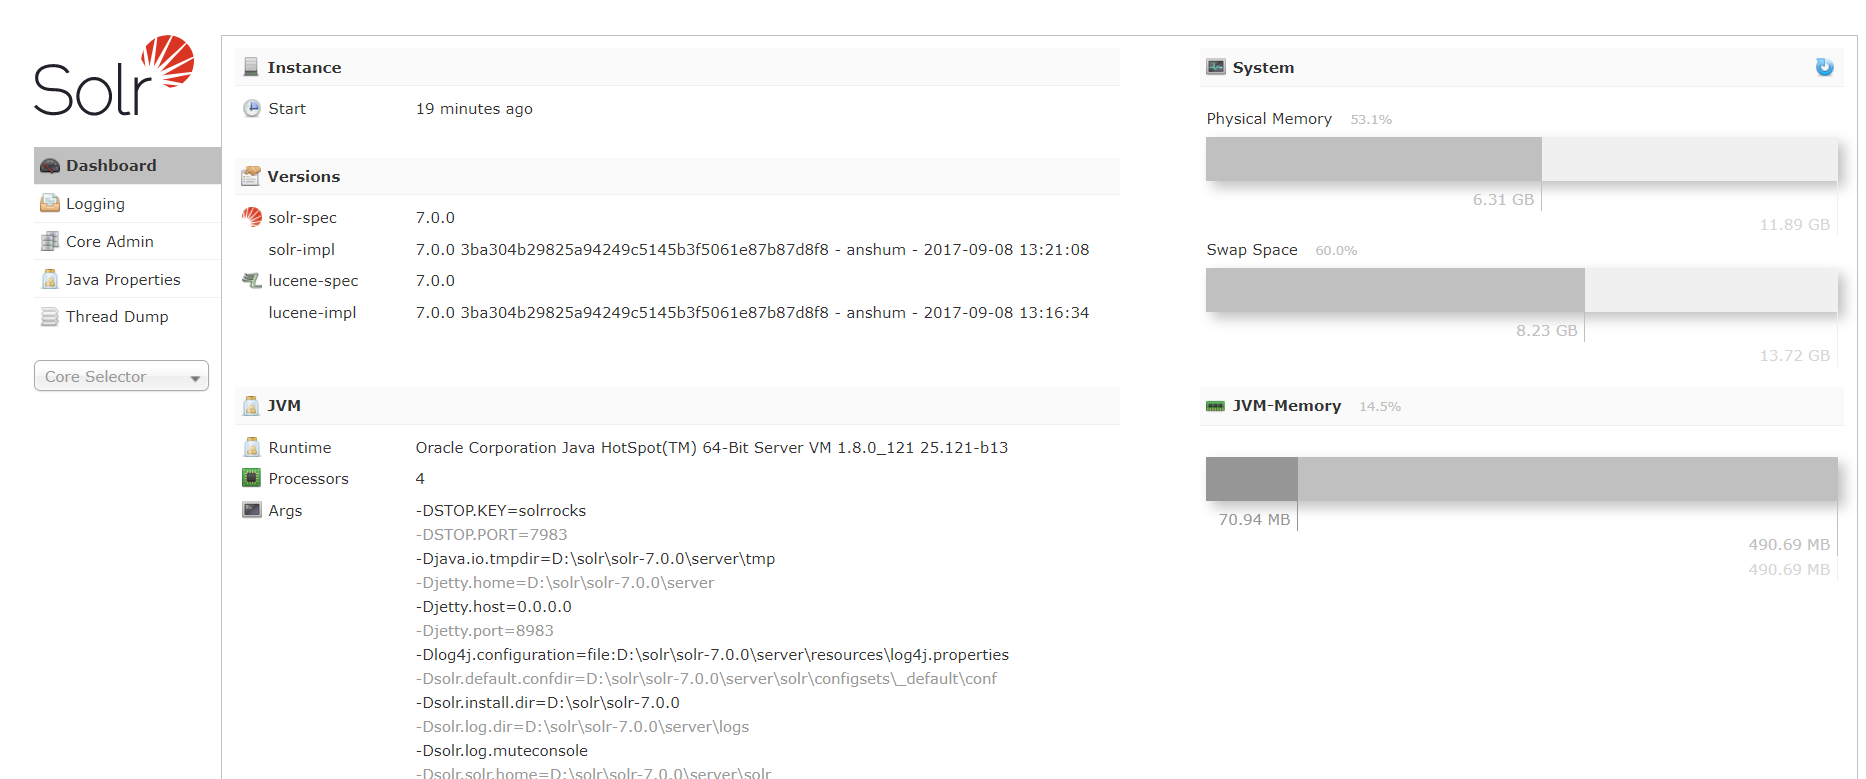 Solr
Dashboard
Logging
Core Admin
Java Properties
Thread Dump
Core Selector
Instance
Start 19 minutes ago
Versions
solr-spec 7.0.0
solr-impl 7.0.0 3ba304b29825a94249c5145b3f5061e87b87d8f8 - anshum - 2017-09-08 13:21:08
lucene-spec 7.0.0
lucene-impl 7.0.0 3ba304b29825a94249c5145b3f5061e87b87d8f8 - anshum - 2017-09-08 13:16:34
JVM
Runtime Oracle Corporation Java HotSpot(TM) 64-Bit Server VM 1.8.0_121 25.121-b13
Processors 4
Args -DSTOP.KEY=solrrocks
-DSTOP.PORT=7983
-Djava.io.tmpdir=D:\solr\solr-7.0.0\server\tmp
-Djetty.home=D:\solr\solr-7.0.0\server
-Djetty.host=0.0.0.0
-Djetty.port=8983
-Dlog4j.configuration=file:D:\solr\solr-7.0.0\server\resources\log4j.properties
-Dsolr.default.confdir=D:\solr\solr-7.0.0\server\solr\configsets\_default\conf
-Dsolr.install.dir=D:\solr\solr-7.0.0
-Dsolr.log.dir=D:\solr\solr-7.0.0\server\logs
-Dsolr.log.muteconsole
-Dsolr.solr.home=D:\solr\solr-7.0.0\server\solr
System
Physical Memory 53.1%
6.31 GB
11.89 GB
Swap Space 60.0%
8.23 GB
13.72 GB
JVM-Memory 14.5%
70.94 MB
490.69 MB
490.69 MB